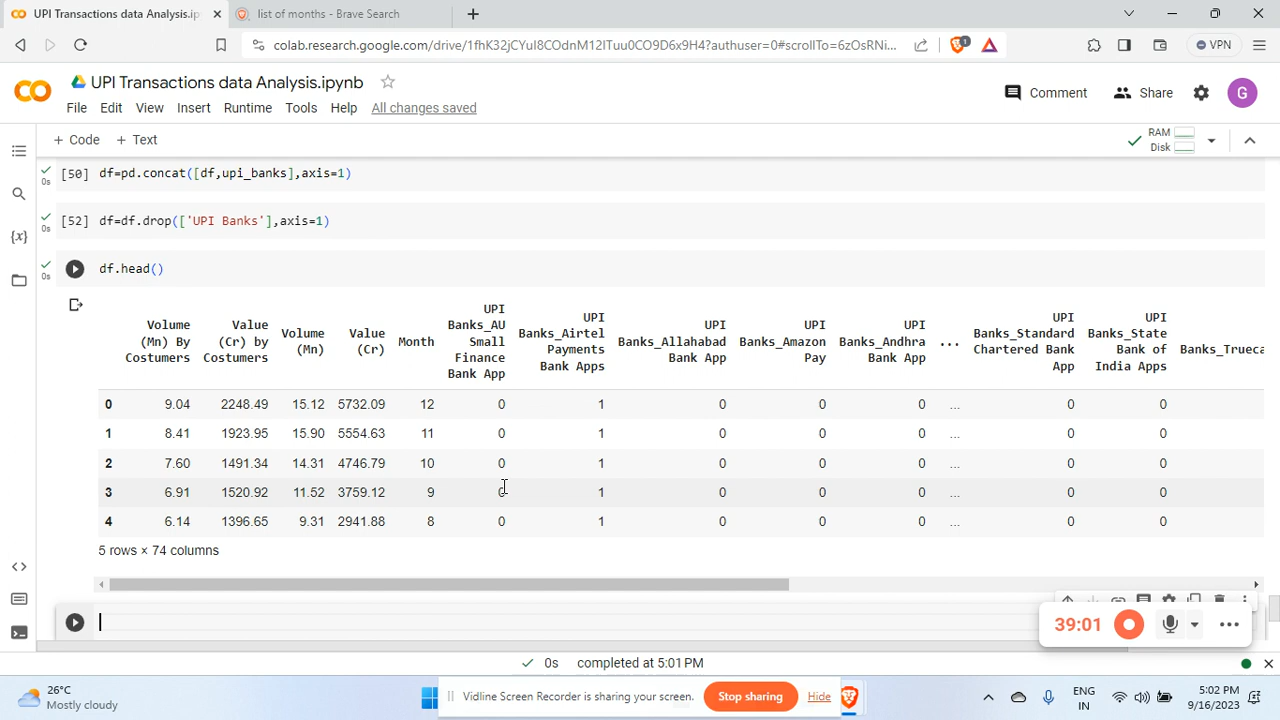 UPI Transactions data Analysis.ipyn
list of months - Brave Search
colab.research.google.com/drive/1fhK32jCYuI8COdnM12ITuu0CO9D6x9H4?authuser=0#scrollTo=6zOsRNi...
1
VPN
UPI Transactions data Analysis.ipynb
File Edit View Insert Runtime Tools Help All changes saved
Comment Share G
+ Code + Text
RAM
Disk
[50] df=pd.concat([df,upi_banks],axis=1)
0s
[52] df=df.drop(['UPI Banks'],axis=1)
0s
df.head()
0s
Volume (Mn) By Costumers Value (Cr) by Costumers Volume (Mn) Value (Cr) Month UPI Banks_AU Small Finance Bank App UPI Banks_Airtel Payments Bank Apps UPI Banks_Allahabad Bank App UPI Banks_Amazon Pay UPI Banks_Andhra Bank App ... UPI Banks_Standard Chartered Bank App UPI Banks_State Bank of India Apps Banks_Trueca
0 9.04 2248.49 15.12 5732.09 12 0 1 0 0 0 ... 0 0
1 8.41 1923.95 15.90 5554.63 11 0 1 0 0 0 ... 0 0
2 7.60 1491.34 14.31 4746.79 10 0 1 0 0 0 ... 0 0
3 6.91 1520.92 11.52 3759.12 9 0 1 0 0 0 ... 0 0
4 6.14 1396.65 9.31 2941.88 8 0 1 0 0 0 ... 0 0
5 rows × 74 columns
39:01
0s completed at 5:01 PM
26°C
Mostly cloudy
Vidline Screen Recorder is sharing your screen. Stop sharing Hide
ENG
IN
5:02 PM
9/16/2023